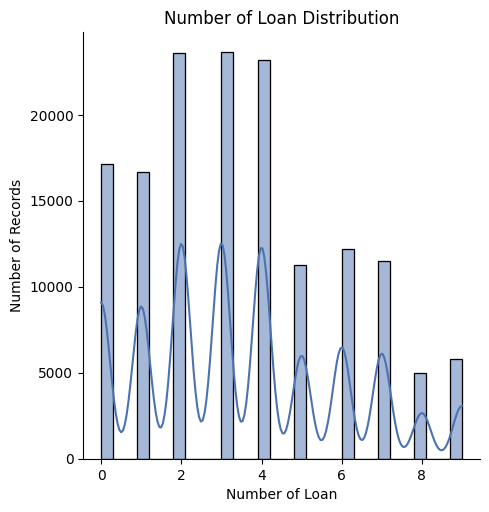 Number of Loan Distribution
Number of Records
20000
15000
10000
5000
0
0 2 4 6 8
Number of Loan